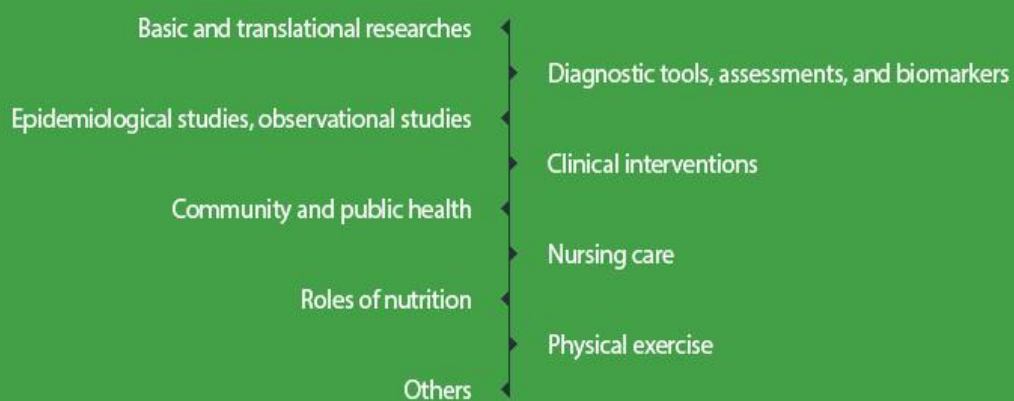 Basic and translational researches
Diagnostic tools, assessments, and biomarkers
Epidemiological studies, observational studies
Clinical interventions
Community and public health
Nursing care
Roles of nutrition
Physical exercise
Others